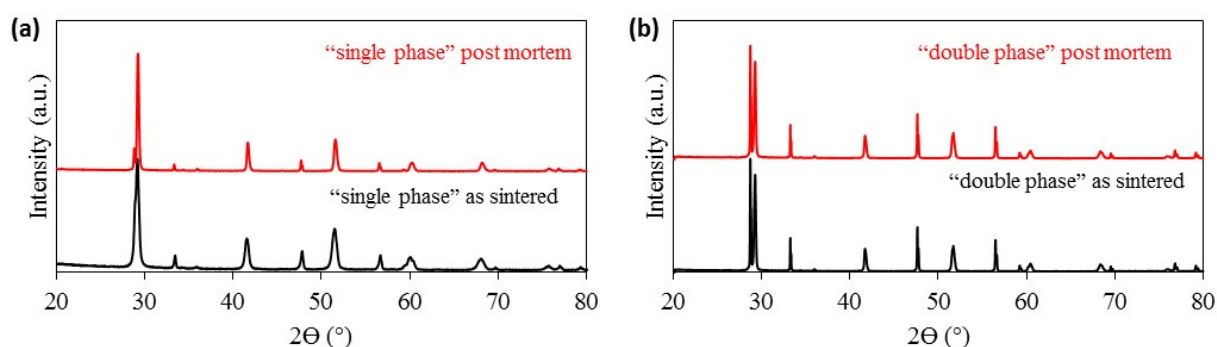 (a)
Intensity (a.u.)
“single phase” post mortem
“single phase” as sintered
20 30 40 50 60 70 80
2Θ (°)
(b)
Intensity (a.u.)
“double phase” post mortem
“double phase” as sintered
20 30 40 50 60 70 80
2Θ (°)